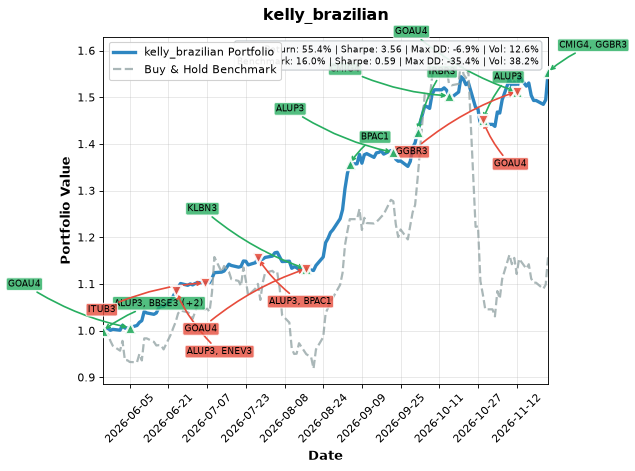 kelly_brazilian
GOAU4
kelly_brazilian Portfolio
Buy & Hold Benchmark
urn: 55.4% | Sharpe: 3.56 | Max DD: -6.9% | Vol: 12.6%
Benchmark: 16.0% | Sharpe: 0.59 | Max DD: -35.4% | Vol: 38.2%
CMIG4, GGBR3
ALUP3
ALUP3
BPAC1
GGBR3
GOAU4
KLBN3
GOAU4
ITUB3
ALUP3, BBSE3 (+2)
ALUP3, BPAC1
GOAU4
ALUP3, ENEV3
Portfolio Value
1.6
1.5
1.4
1.3
1.2
1.1
1.0
0.9
2026-06-05
2026-06-21
2026-07-07
2026-07-23
2026-08-08
2026-08-24
2026-09-09
2026-09-25
2026-10-11
2026-10-27
2026-11-12
Date